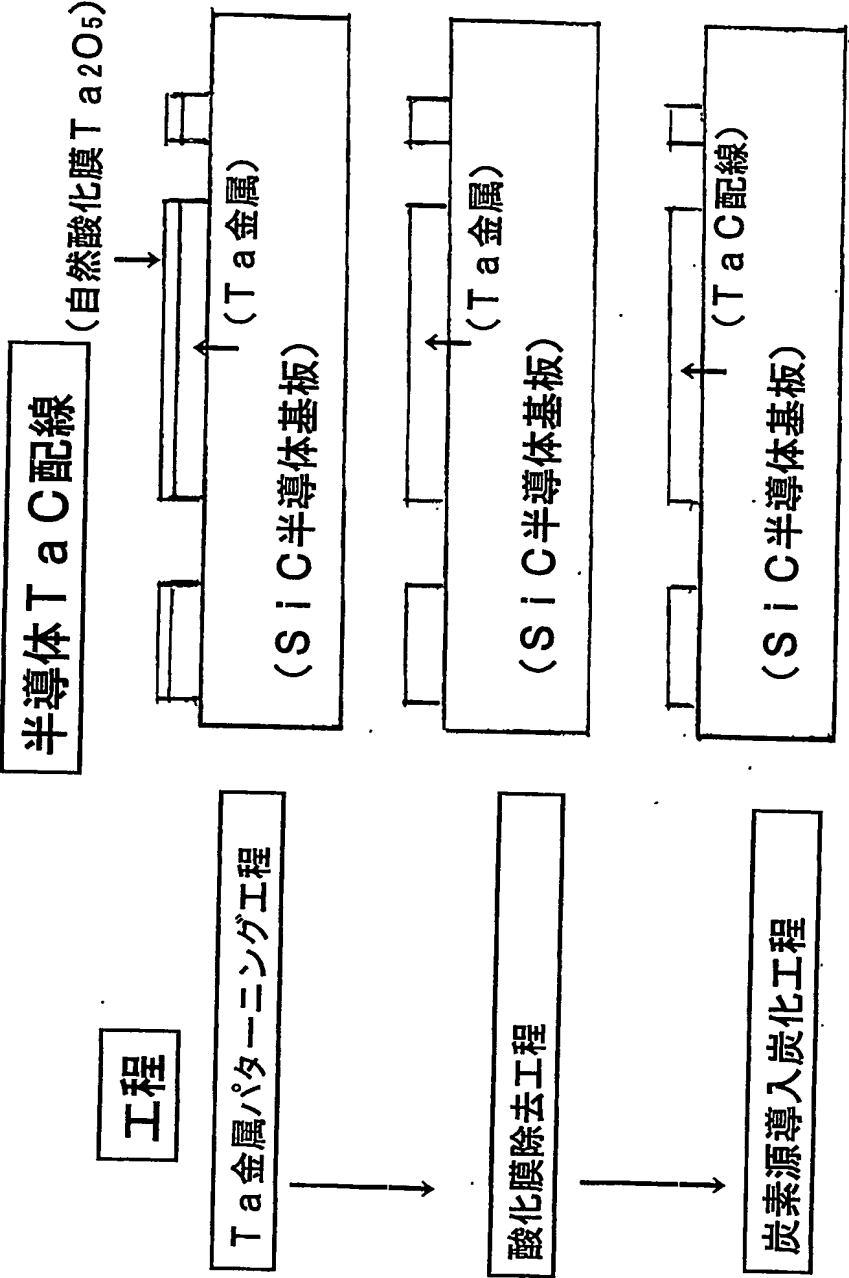 工程
半導体TaC配線
Ta金属パターニング工程
(自然酸化膜Ta2O5)
(Ta金属)
(SiC半導体基板)
酸化膜除去工程
(Ta金属)
(SiC半導体基板)
炭素源導入炭化工程
(TaC配線)
(SiC半導体基板)